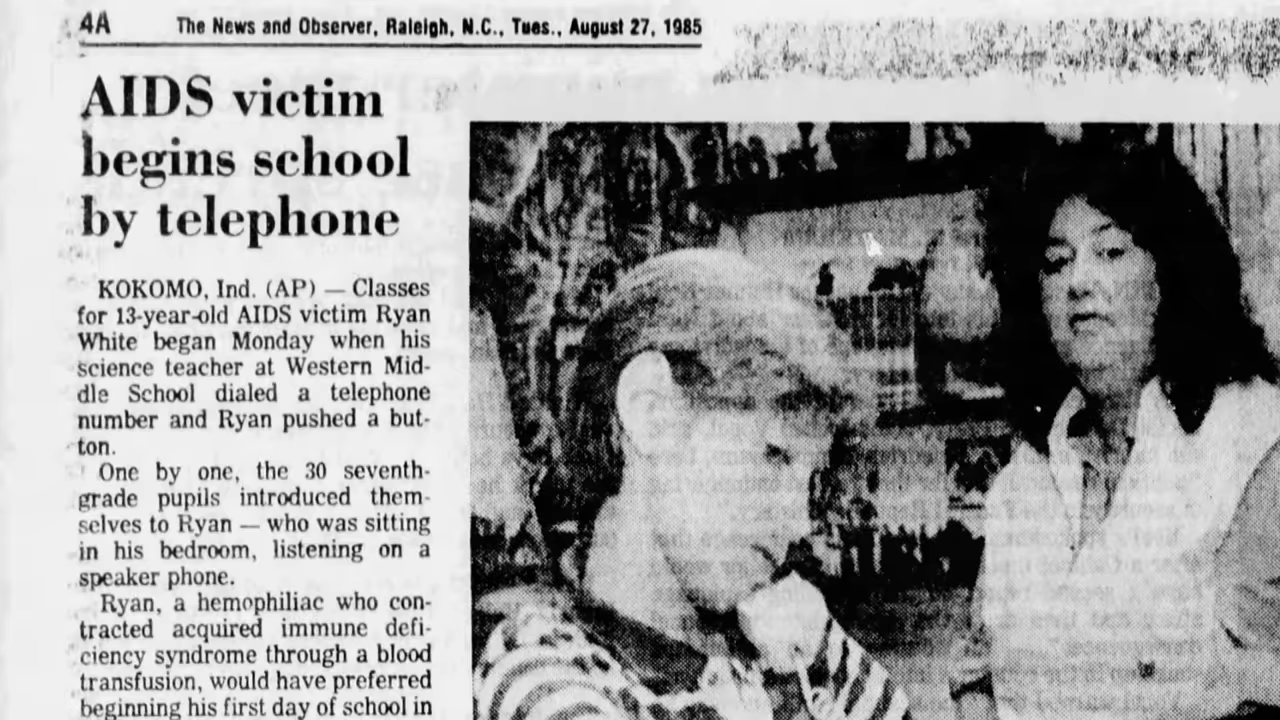 4A The News and Observer, Raleigh, N.C., Tues., August 27, 1985
AIDS victim
begins school
by telephone
KOKOMO, Ind. (AP) — Classes
for 13-year-old AIDS victim Ryan
White began Monday when his
science teacher at Western Mid-
dle School dialed a telephone
number and Ryan pushed a but-
ton.
One by one, the 30 seventh-
grade pupils introduced them-
selves to Ryan — who was sitting
in his bedroom, listening on a
speaker phone.
Ryan, a hemophiliac who con-
tracted acquired immune defi-
ciency syndrome through a blood
transfusion, would have preferred
beginning his first day of school in